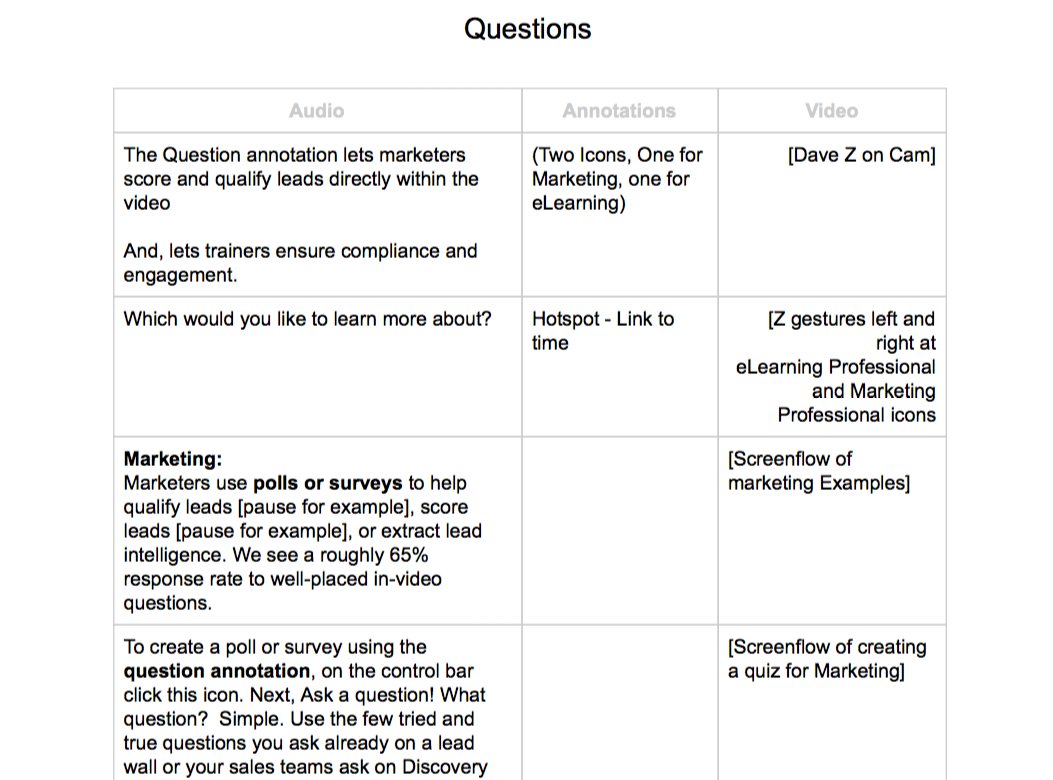 Questions
Audio
Annotations
Video
The Question annotation lets marketers
score and qualify leads directly within the
video
And, lets trainers ensure compliance and
engagement.
(Two Icons, One for
Marketing, one for
eLearning)
[Dave Z on Cam]
Which would you like to learn more about?
Hotspot - Link to
time
[Z gestures left and
right at
eLearning Professional
and Marketing
Professional icons
Marketing:
Marketers use polls or surveys to help
qualify leads [pause for example], score
leads [pause for example], or extract lead
intelligence. We see a roughly 65%
response rate to well-placed in-video
questions.
[Screenflow of
marketing Examples]
To create a poll or survey using the
question annotation, on the control bar
click this icon. Next, Ask a question! What
question?  Simple. Use the few tried and
true questions you ask already on a lead
wall or your sales teams ask on Discovery
[Screenflow of creating
a quiz for Marketing]